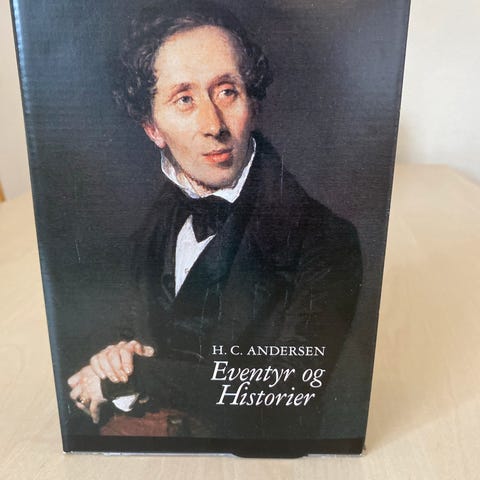 H. C. ANDERSEN
Eventyr og
Historier